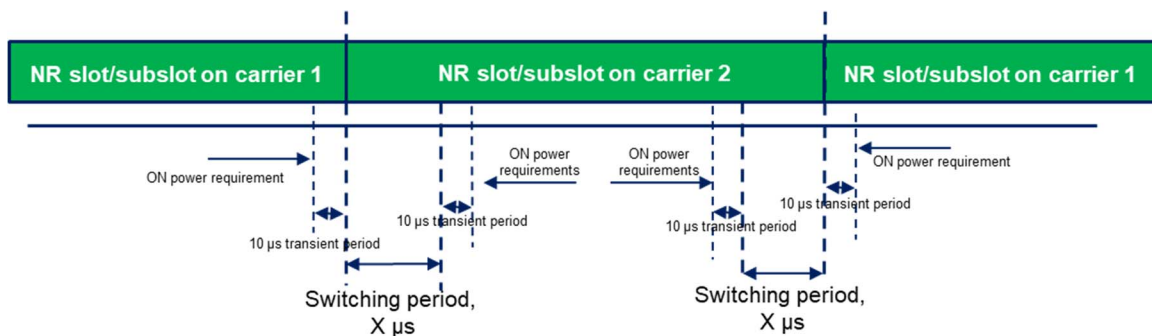 NR slot/subslot on carrier 1
NR slot/subslot on carrier 2
NR slot/subslot on carrier 1
ON power requirement
ON power
requirements
ON power
requirements
ON power requirement
10 µs transient period
10 µs transient period
10 µs transient period
10 µs transient period
Switching period,
X µs
Switching period,
X µs